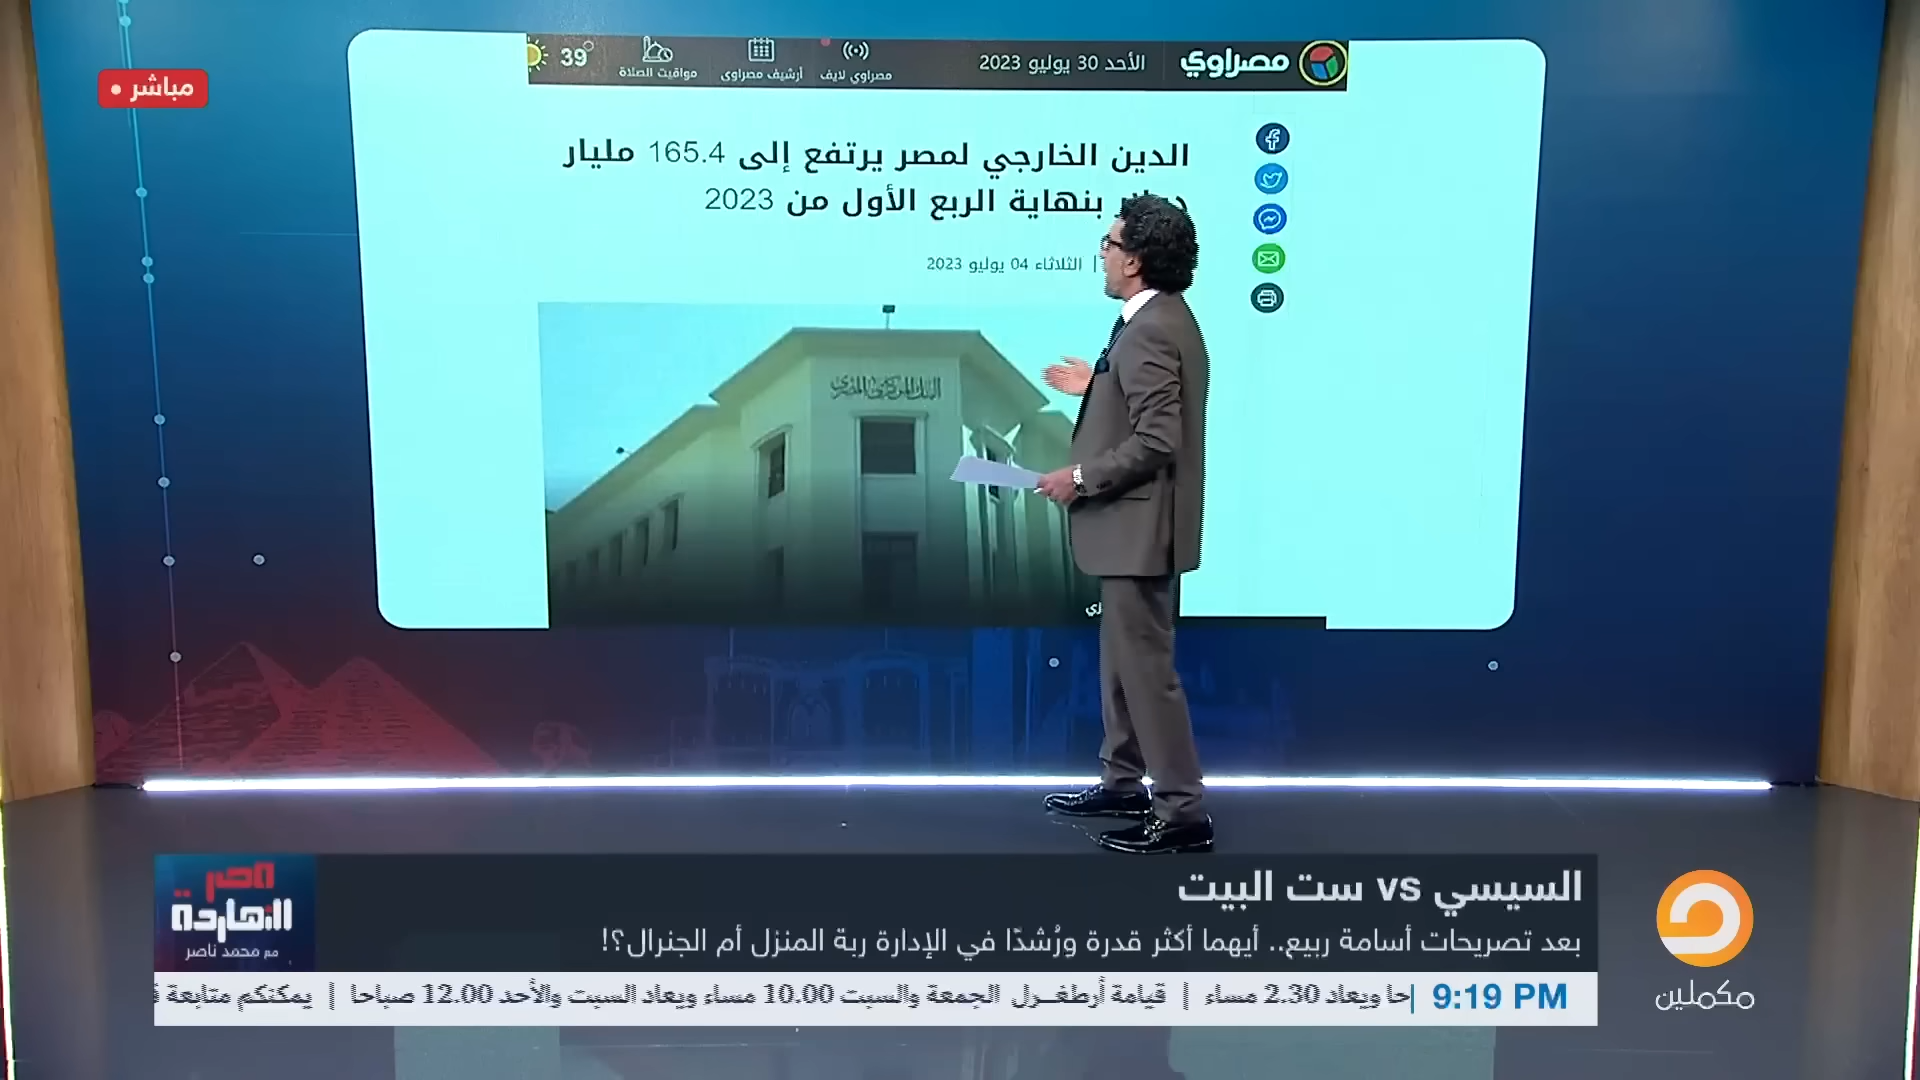 مباشر
مصراوي
الأحد 30 يوليو 2023
مصراوي لايف
أرشيف مصراوى
مواقيت الصلاة
39°
الدين الخارجي لمصر يرتفع إلى 165.4 مليار
بنهاية الربع الأول من 2023
| الثلاثاء 04 يوليو 2023
البنك المركزي المصري
السيسي vs ست البيت
بعد تصريحات أسامة ربيع.. أيهما أكثر قدرة ورُشدًا في الإدارة ربة المنزل أم الجنرال؟!
مصر
النهاردة
مع محمد ناصر
9:19 PM
حا ويعاد 2.30 مساء | قيامة أرطغـرل الجمعة والسبت 10.00 مساء ويعاد السبت والأحد 12.00 صباحا | يمكنكم متابعة
مكملين